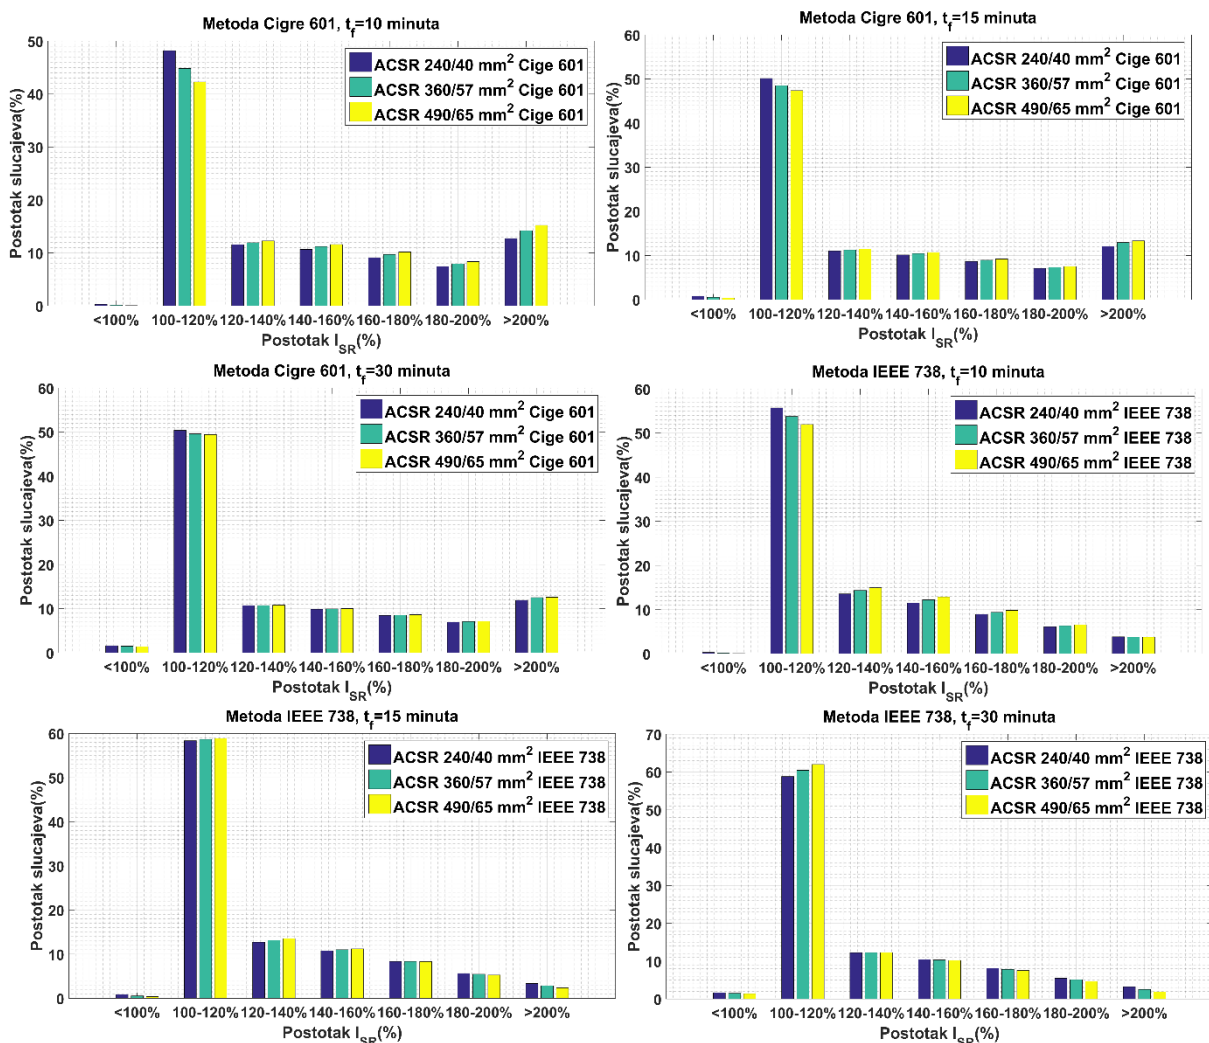 Metoda Cigre 601, t_f=10 minuta
Postotak slucajeva(%)
50
40
30
20
10
0
ACSR 240/40 mm² Cige 601
ACSR 360/57 mm² Cige 601
ACSR 490/65 mm² Cige 601
<100% 100-120% 120-140% 140-160% 160-180% 180-200% >200%
Postotak I_SR(%)
Metoda Cigre 601, t_f=15 minuta
Postotak slucajeva(%)
60
50
40
30
20
10
0
ACSR 240/40 mm² Cige 601
ACSR 360/57 mm² Cige 601
ACSR 490/65 mm² Cige 601
<100% 100-120% 120-140% 140-160% 160-180% 180-200% >200%
Postotak I_SR(%)
Metoda Cigre 601, t_f=30 minuta
Postotak slucajeva(%)
60
50
40
30
20
10
0
ACSR 240/40 mm² Cige 601
ACSR 360/57 mm² Cige 601
ACSR 490/65 mm² Cige 601
<100% 100-120% 120-140% 140-160% 160-180% 180-200% >200%
Postotak I_SR(%)
Metoda IEEE 738, t_f=10 minuta
Postotak slucajeva(%)
60
50
40
30
20
10
0
ACSR 240/40 mm² IEEE 738
ACSR 360/57 mm² IEEE 738
ACSR 490/65 mm² IEEE 738
<100% 100-120% 120-140% 140-160% 160-180% 180-200% >200%
Postotak I_SR(%)
Metoda IEEE 738, t_f=15 minuta
Postotak slucajeva(%)
60
50
40
30
20
10
0
ACSR 240/40 mm² IEEE 738
ACSR 360/57 mm² IEEE 738
ACSR 490/65 mm² IEEE 738
<100% 100-120% 120-140% 140-160% 160-180% 180-200% >200%
Postotak I_SR(%)
Metoda IEEE 738, t_f=30 minuta
Postotak slucajeva(%)
70
60
50
40
30
20
10
0
ACSR 240/40 mm² IEEE 738
ACSR 360/57 mm² IEEE 738
ACSR 490/65 mm² IEEE 738
<100% 100-120% 120-140% 140-160% 160-180% 180-200% >200%
Postotak I_SR(%)